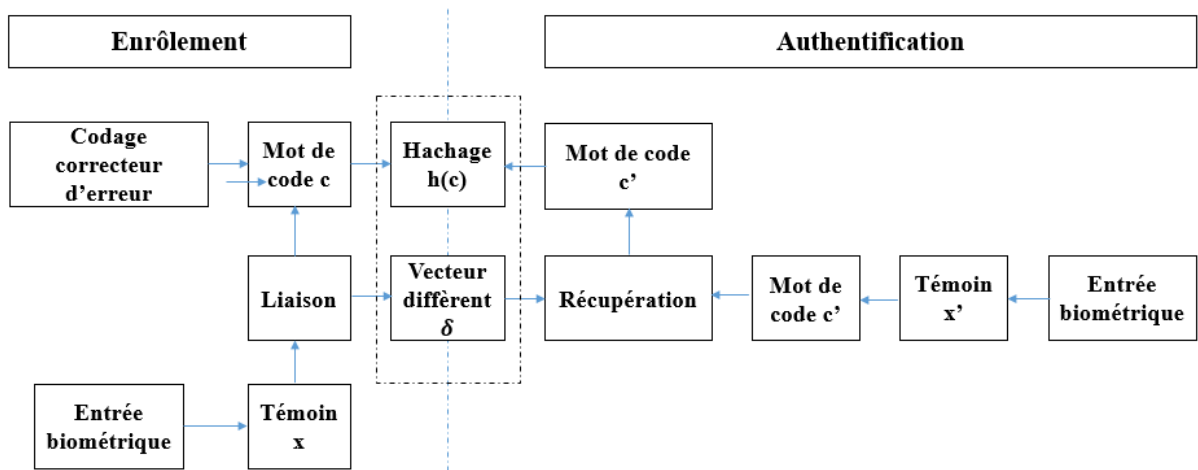 Enrôlement
Authentification
Codage
correcteur
d'erreur
Mot de
code c
Hachage
h(c)
Mot de code
c'
Liaison
Vecteur
diffèrent
δ
Récupération
Mot de
code c'
Témoin
x'
Entrée
biométrique
Entrée
biométrique
Témoin
x